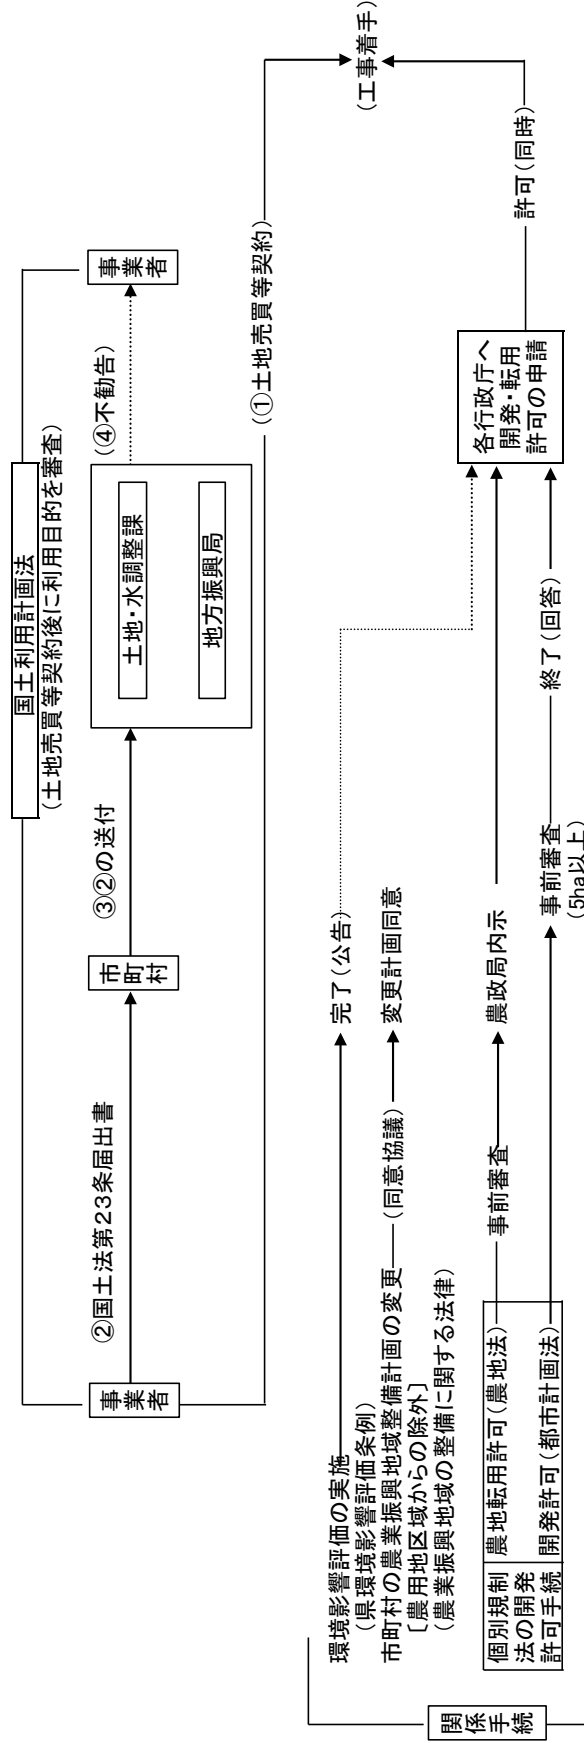 国土利用計画法
(土地売買等契約後に利用目的を審査)
事業者
②国土法第23条届出書
市町村
③②の送付
土地・水調整課
地方振興局
(④不勧告)
事業者
(①土地売買等契約)
(工事着手)
関係手続
環境影響評価の実施
(県環境影響評価条例)
完了(公告)
市町村の農業振興地域整備計画の変更
(同意協議)
変更計画同意
[農用地区域からの除外]
(農業振興地域の整備に関する法律)
個別規制
法の開発
許可手続
農地転用許可(農地法)
事前審査
農政局内示
開発許可(都市計画法)
事前審査
(5ha以上)
終了(回答)
各行政庁へ
開発・転用
許可の申請
許可(同時)